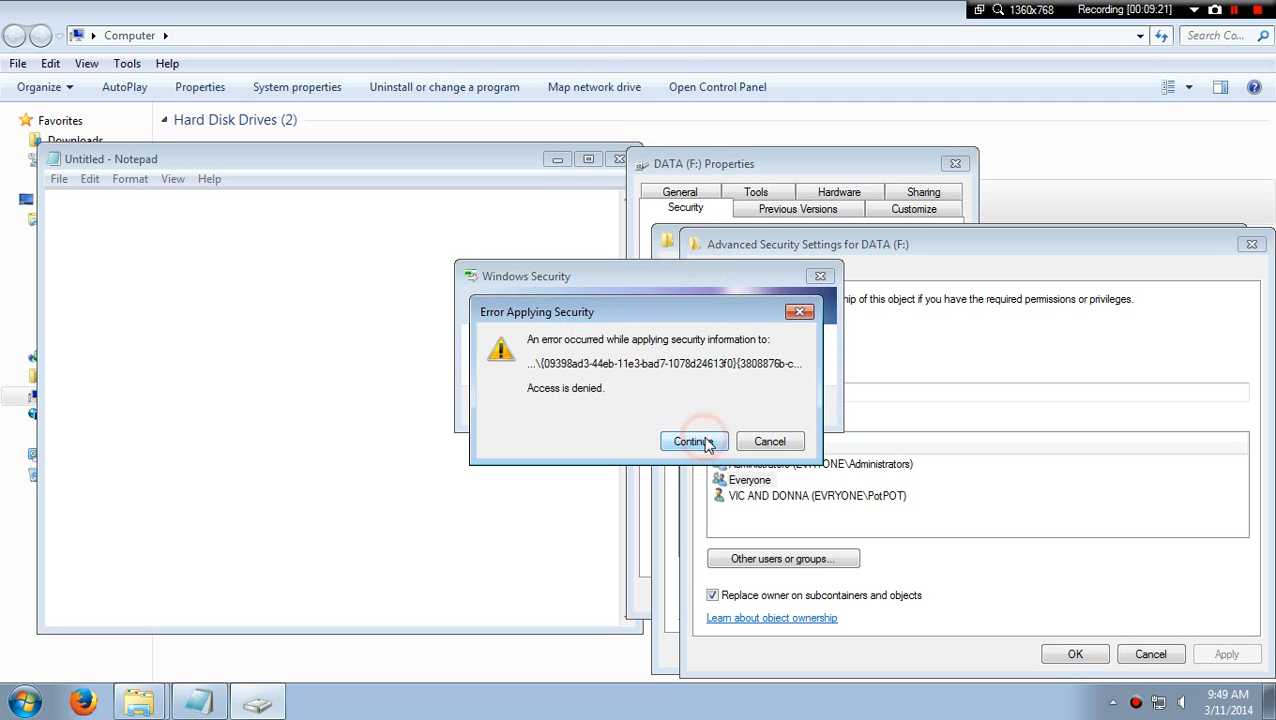 1360x768
Recording [00:09:21]
Computer
Search Co...
File Edit View Tools Help
Organize AutoPlay Properties System properties Uninstall or change a program Map network drive Open Control Panel
Favorites
Hard Disk Drives (2)
Downloads
Untitled - Notepad
File Edit Format View Help
DATA (F:) Properties
General Tools Hardware Sharing
Security Previous Versions Customize
Advanced Security Settings for DATA (F:)
Windows Security
ship of this object if you have the required permissions or privileges.
Error Applying Security
An error occurred while applying security information to:
...\{09398ad3-44eb-11e3-bad7-1078d24613f0}{3808876b-c...
Access is denied.
Continue Cancel
Administrators (EVRYONE\Administrators)
Everyone
VIC AND DONNA (EVRYONE\PotPOT)
Other users or groups...
Replace owner on subcontainers and objects
Learn about object ownership
OK Cancel Apply
9:49 AM
3/11/2014